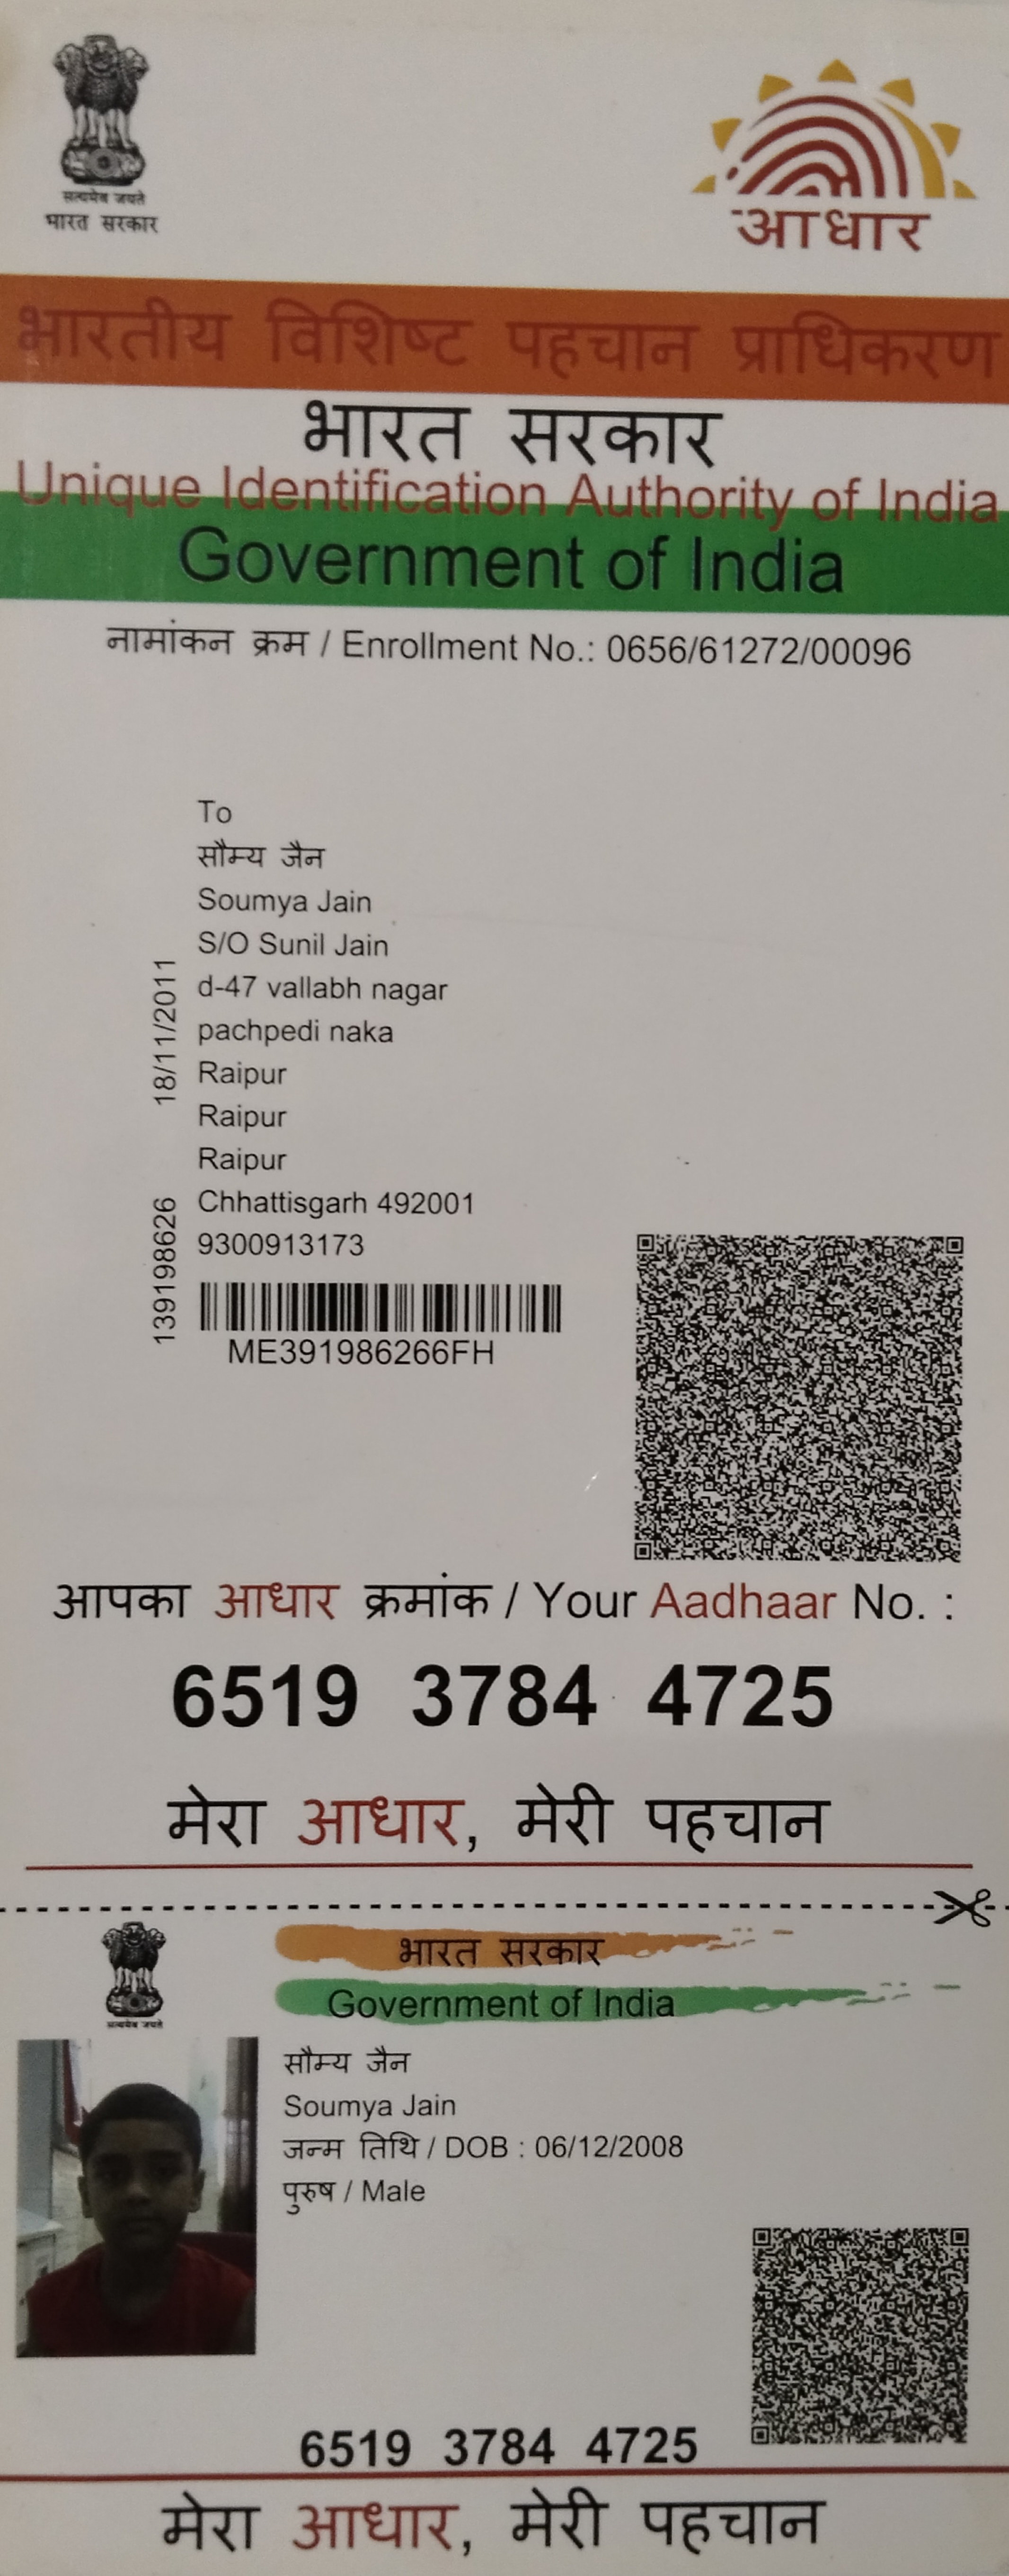 सत्यमेव जयते
भारत सरकार
आधार
भारतीय विशिष्ट पहचान प्राधिकरण
भारत सरकार
Unique Identification Authority of India
Government of India
नामांकन क्रम / Enrollment No.: 0656/61272/00096
To
सौम्य जैन
Soumya Jain
S/O Sunil Jain
d-47 vallabh nagar
pachpedi naka
Raipur
Raipur
Raipur
Chhattisgarh 492001
9300913173
18/11/2011
139198626
ME391986266FH
आपका आधार क्रमांक / Your Aadhaar No. :
6519 3784 4725
मेरा आधार, मेरी पहचान
भारत सरकार
Government of India
सत्यमेव जयते
सौम्य जैन
Soumya Jain
जन्म तिथि / DOB : 06/12/2008
पुरुष / Male
6519 3784 4725
मेरा आधार, मेरी पहचान